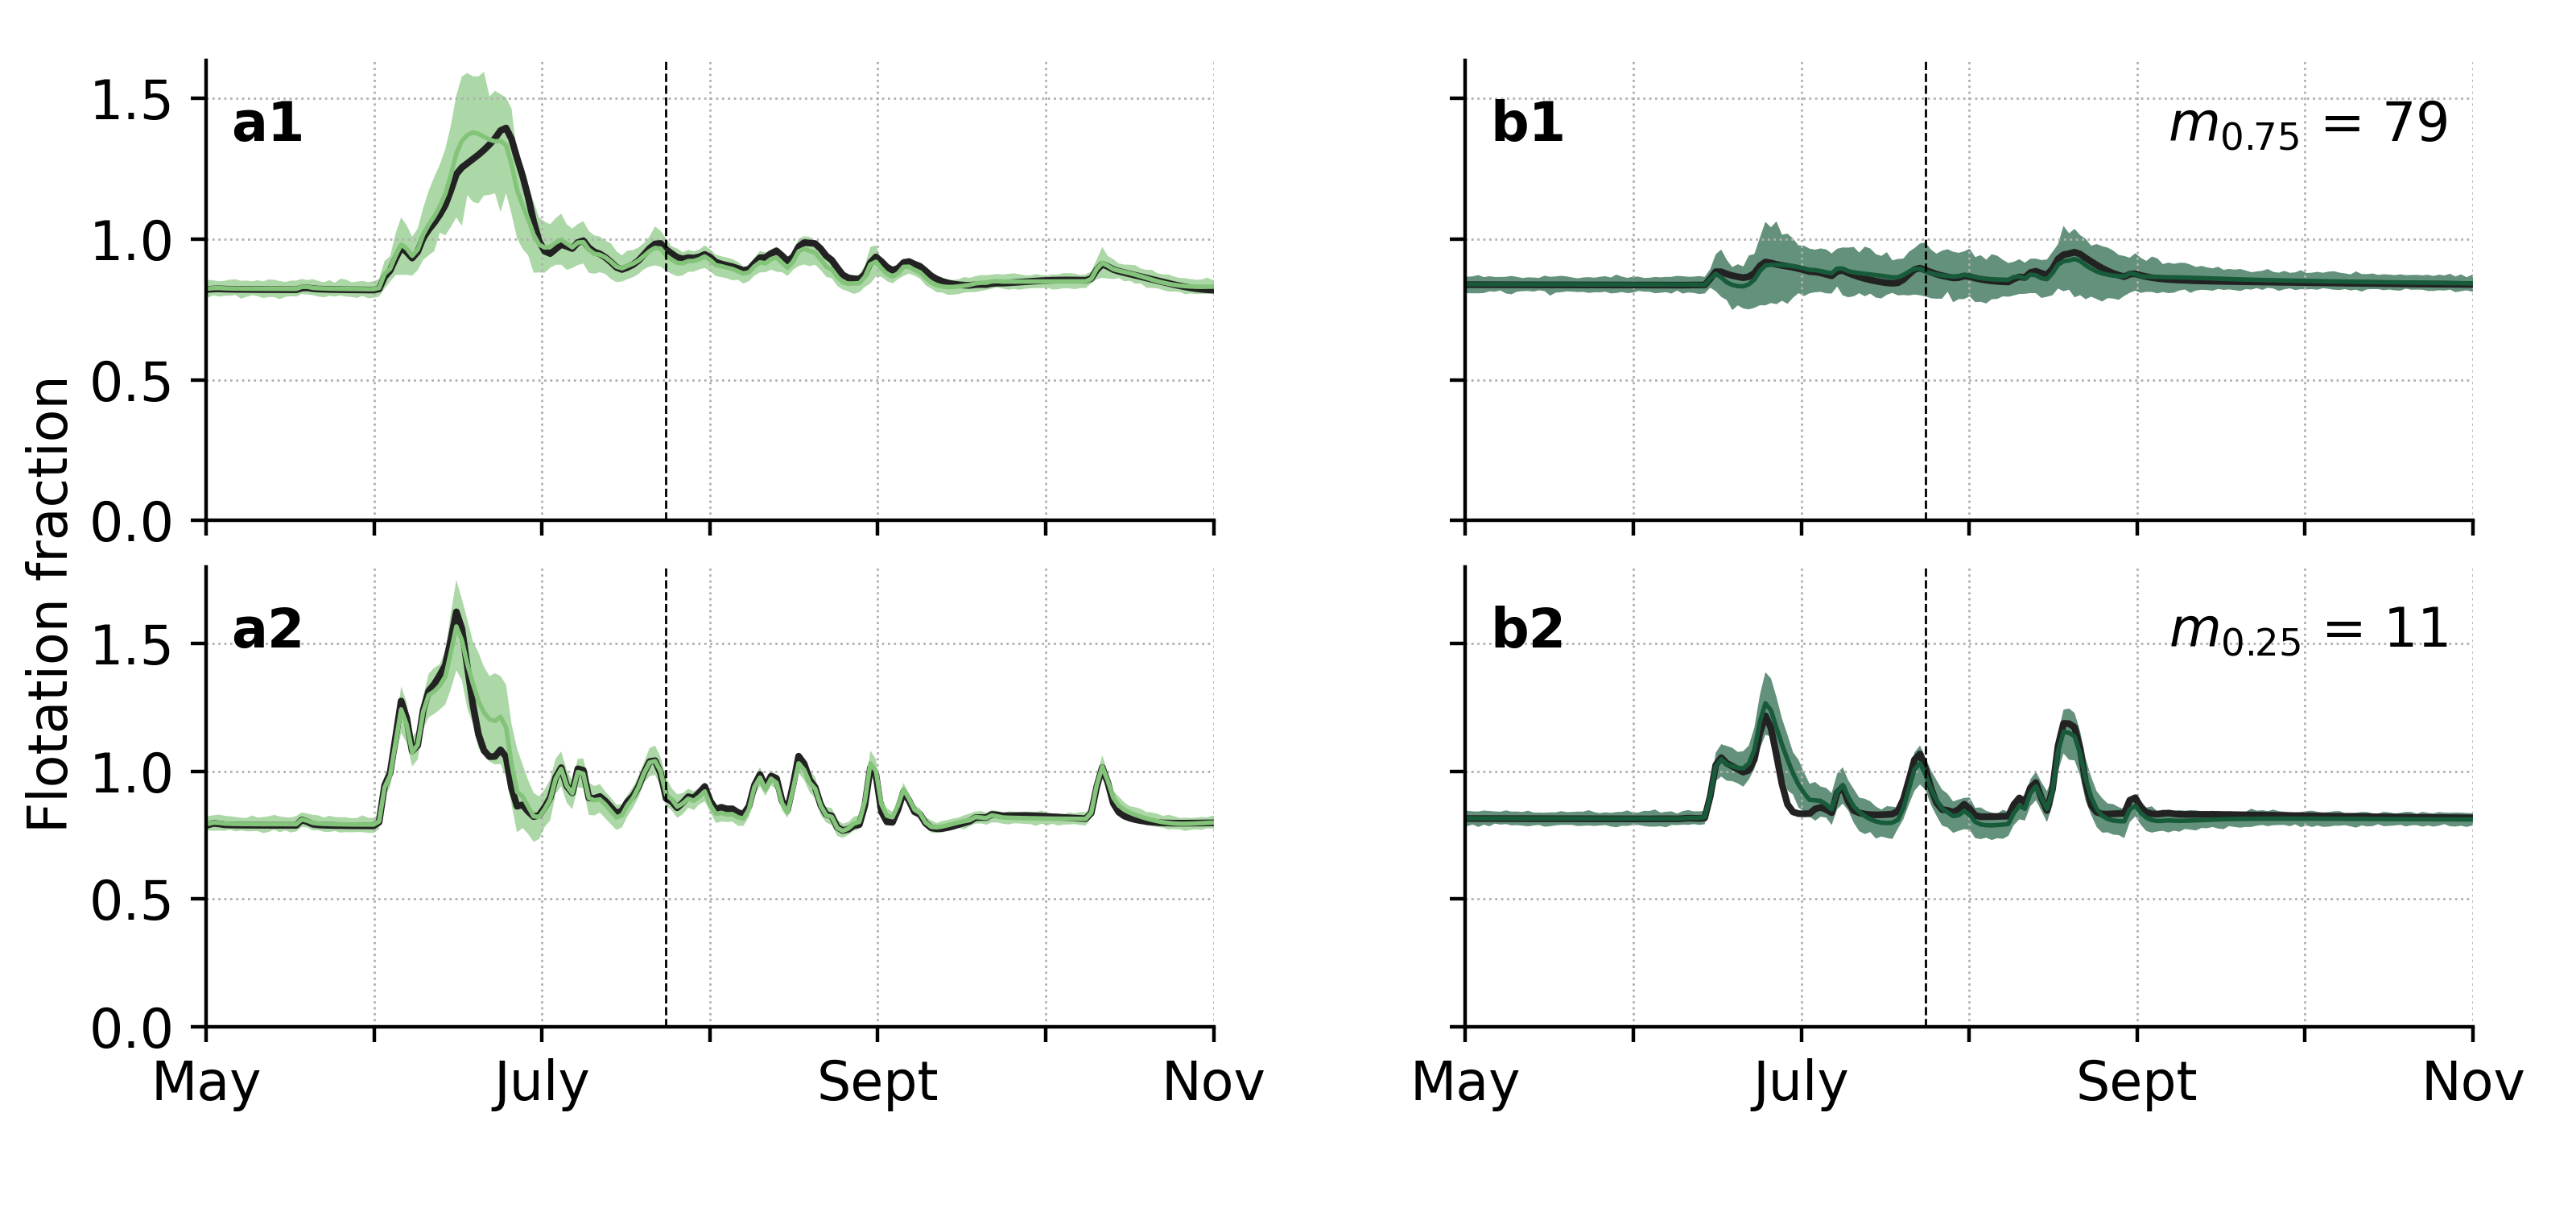 Flotation fraction
a1
1.5
1.0
0.5
0.0
b1
m0.75 = 79
a2
1.5
1.0
0.5
0.0
May July Sept Nov
b2
m0.25 = 11
May July Sept Nov